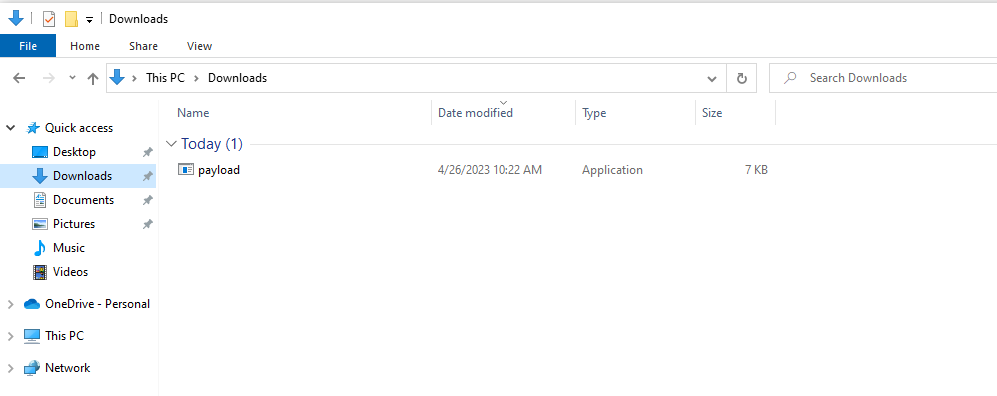 Downloads
File Home Share View
This PC Downloads
Search Downloads
Name Date modified Type Size
Quick access
Today (1)
Desktop
payload 4/26/2023 10:22 AM Application 7 KB
Downloads
Documents
Pictures
Music
Videos
OneDrive - Personal
This PC
Network